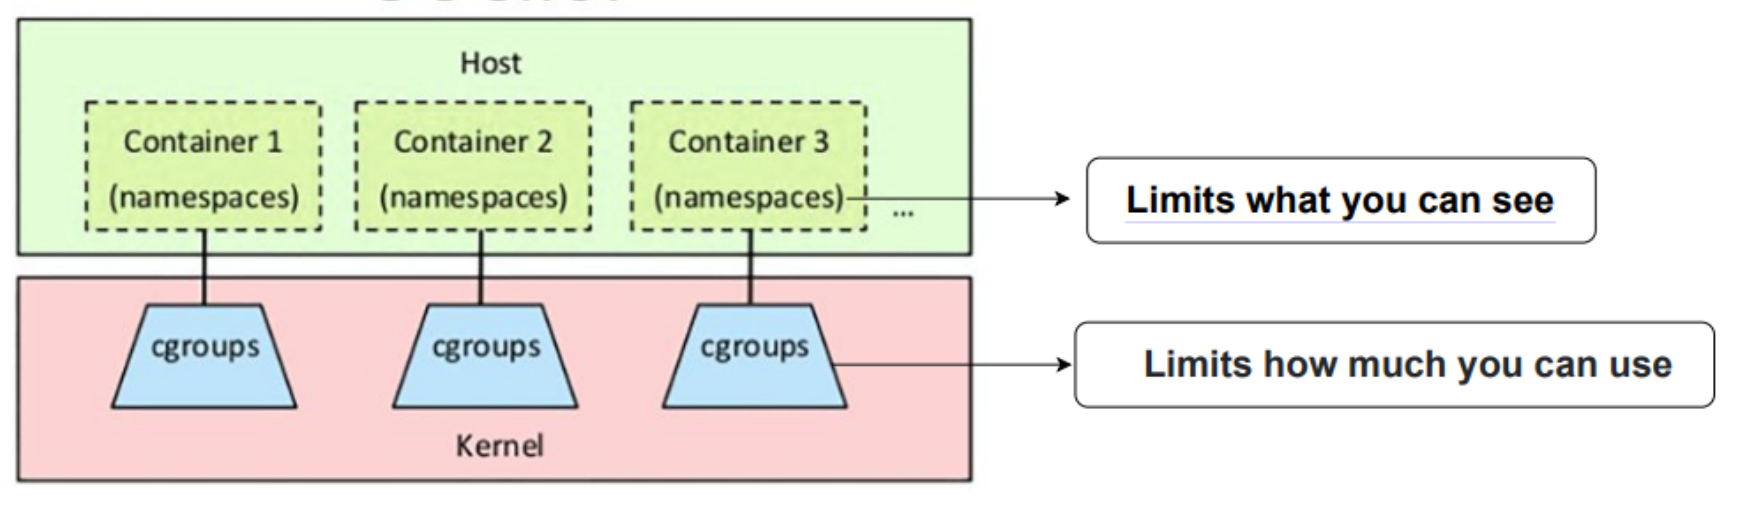 Host
Container 1
(namespaces)
Container 2
(namespaces)
Container 3
(namespaces)
...
Limits what you can see
cgroups
cgroups
cgroups
Limits how much you can use
Kernel